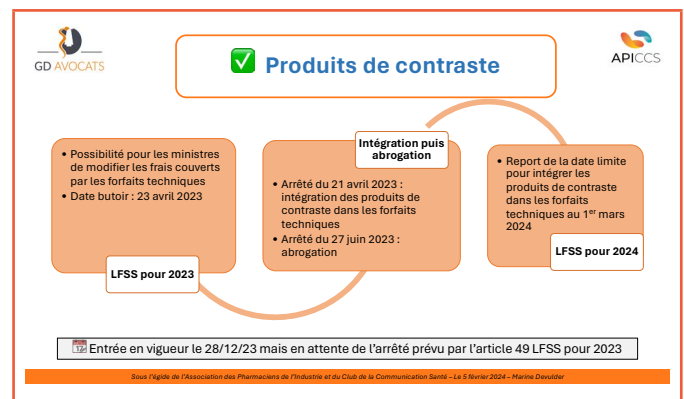 GD AVOCATS
✅ Produits de contraste
APICCS
• Possibilité pour les ministres
de modifier les frais couverts
par les forfaits techniques
• Date butoir : 23 avril 2023
LFSS pour 2023
Intégration puis
abrogation
• Arrêté du 21 avril 2023 :
intégration des produits de
contraste dans les forfaits
techniques
• Arrêté du 27 juin 2023 :
abrogation
• Report de la date limite
pour intégrer les
produits de contraste
dans les forfaits
techniques au 1er mars
2024
LFSS pour 2024
📅 Entrée en vigueur le 28/12/23 mais en attente de l’arrêté prévu par l’article 49 LFSS pour 2023
Sous l’égide de l’Association des Pharmaciens de l’Industrie et du Club de la Communication Santé – Le 5 février 2024 – Marine Devulder